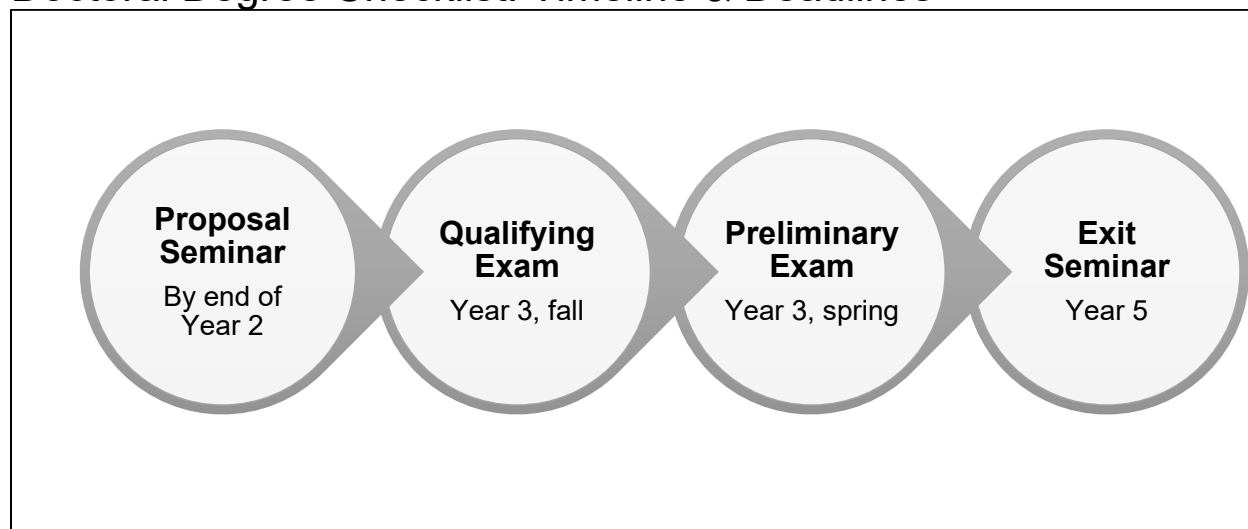 Doctoral Degree Checklist: Timeline & Deadlines
Proposal
Seminar
By end of
Year 2
Qualifying
Exam
Year 3, fall
Preliminary
Exam
Year 3, spring
Exit
Seminar
Year 5